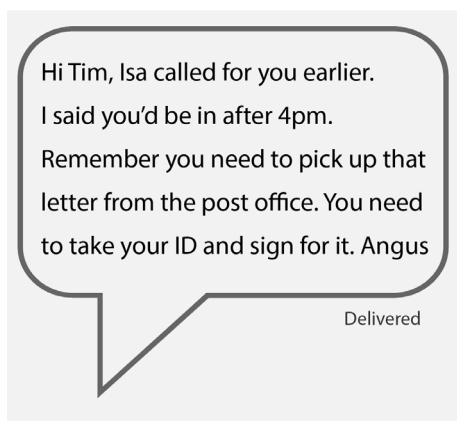 Hi Tim, Isa called for you earlier.
I said you’d be in after 4pm.
Remember you need to pick up that
letter from the post office. You need
to take your ID and sign for it. Angus
Delivered